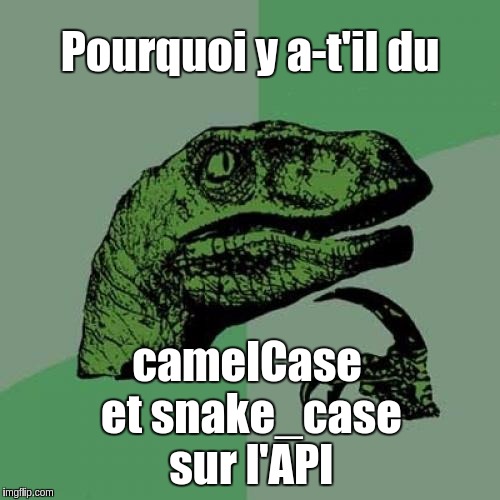 Pourquoi y a-t'il du
camelCase
et snake_case
sur l'API
imgflip.com